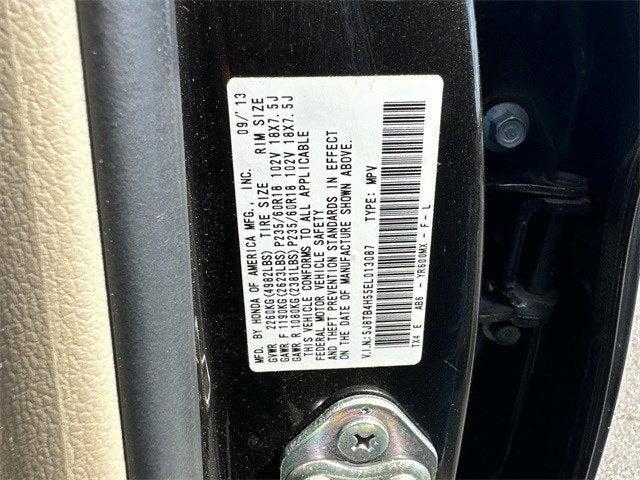 MFD. BY HONDA OF AMERICA MFG., INC. 09/'13
GVWR 2260KG(4982LBS) TIRE SIZE RIM SIZE
GAWR F 1190KG(2623LBS) P235/60R18 102V 18X7.5J
GAWR R 1080KG(2381LBS) P235/60R18 102V 18X7.5J
THIS VEHICLE CONFORMS TO ALL APPLICABLE
FEDERAL MOTOR VEHICLE SAFETY
AND THEFT PREVENTION STANDARDS IN EFFECT
ON THE DATE OF MANUFACTURE SHOWN ABOVE.
V.I.N.:5J8TB4H55EL013087 TYPE: MPV
TX4 E AB6 - YR600MX - F - L